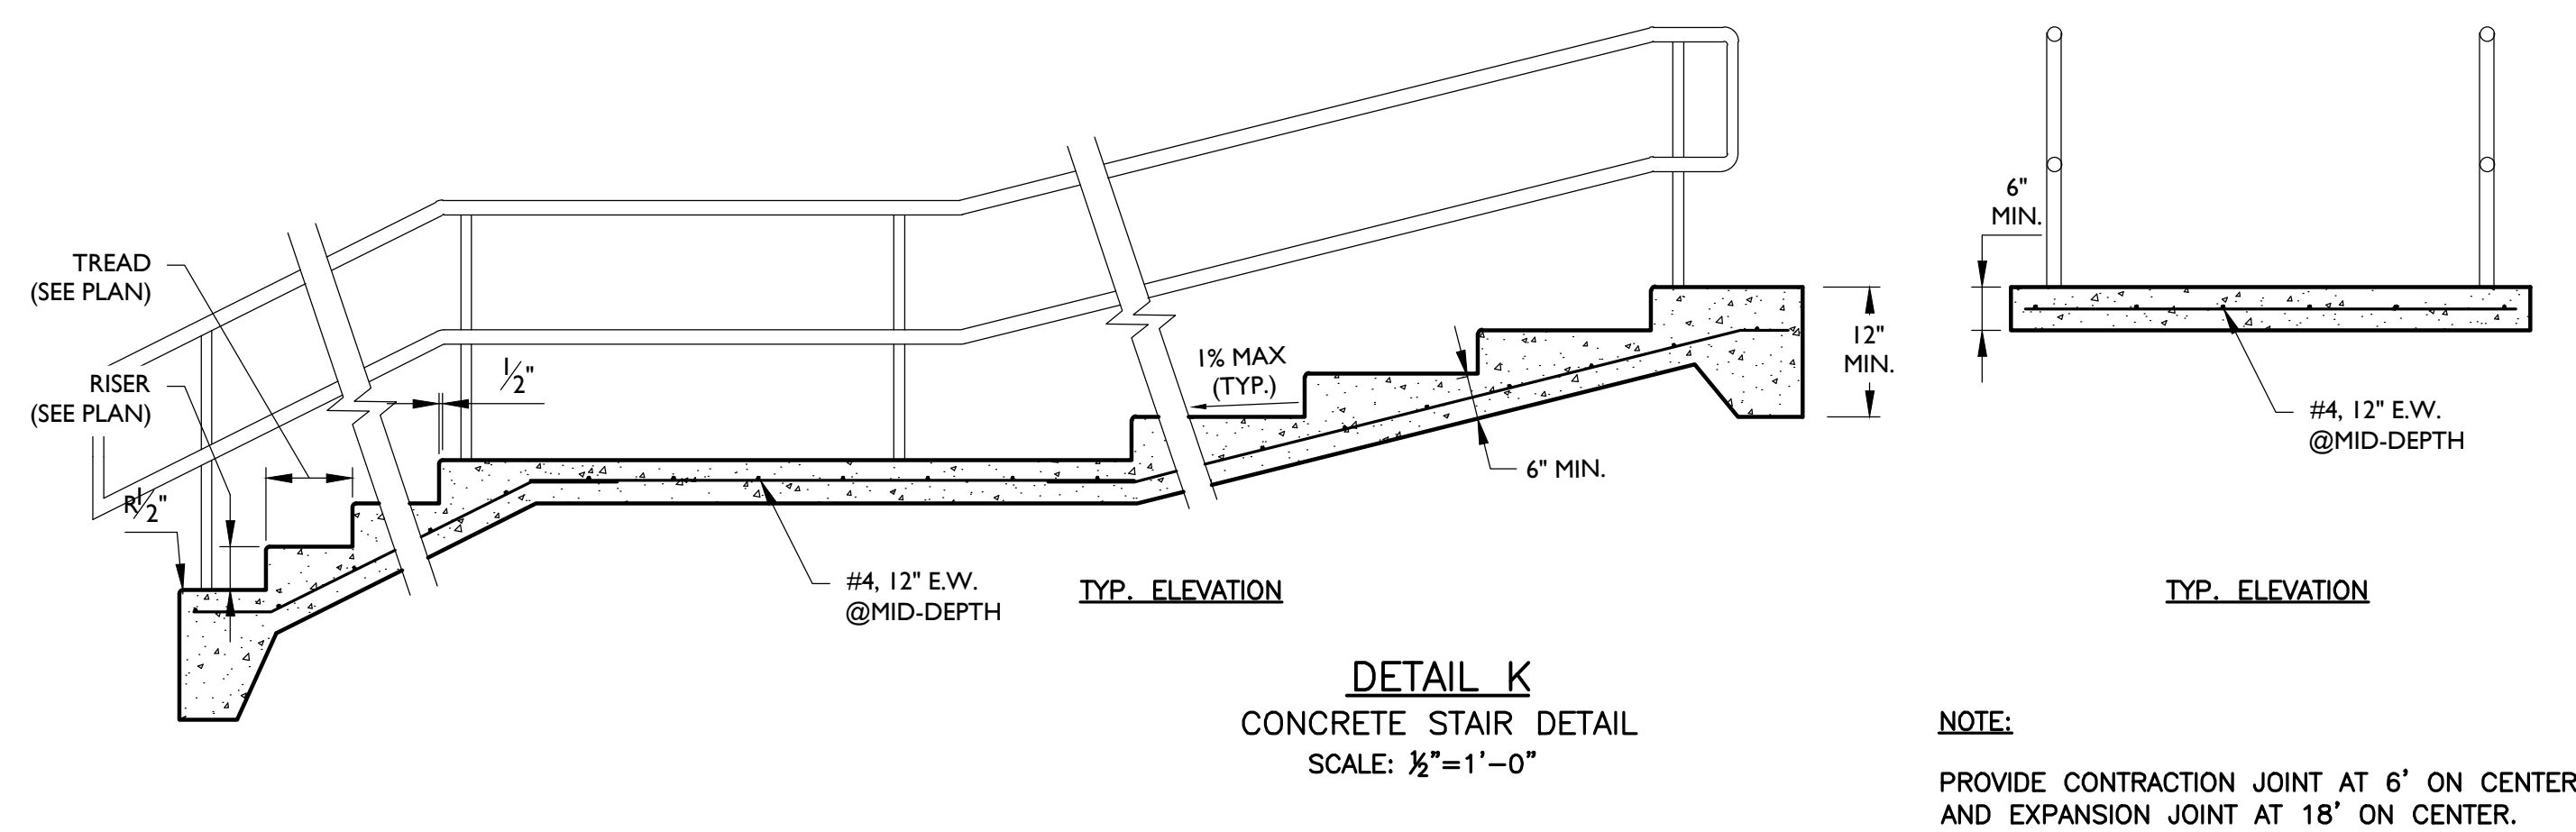 TREAD
(SEE PLAN)
RISER
(SEE PLAN)
R½"
½"
#4, 12" E.W.
@MID-DEPTH
1% MAX
(TYP.)
6" MIN.
12"
MIN.
TYP. ELEVATION
6"
MIN.
#4, 12" E.W.
@MID-DEPTH
TYP. ELEVATION
DETAIL K
CONCRETE STAIR DETAIL
SCALE: ½"=1'-0"
NOTE:
PROVIDE CONTRACTION JOINT AT 6' ON CENTER
AND EXPANSION JOINT AT 18' ON CENTER.